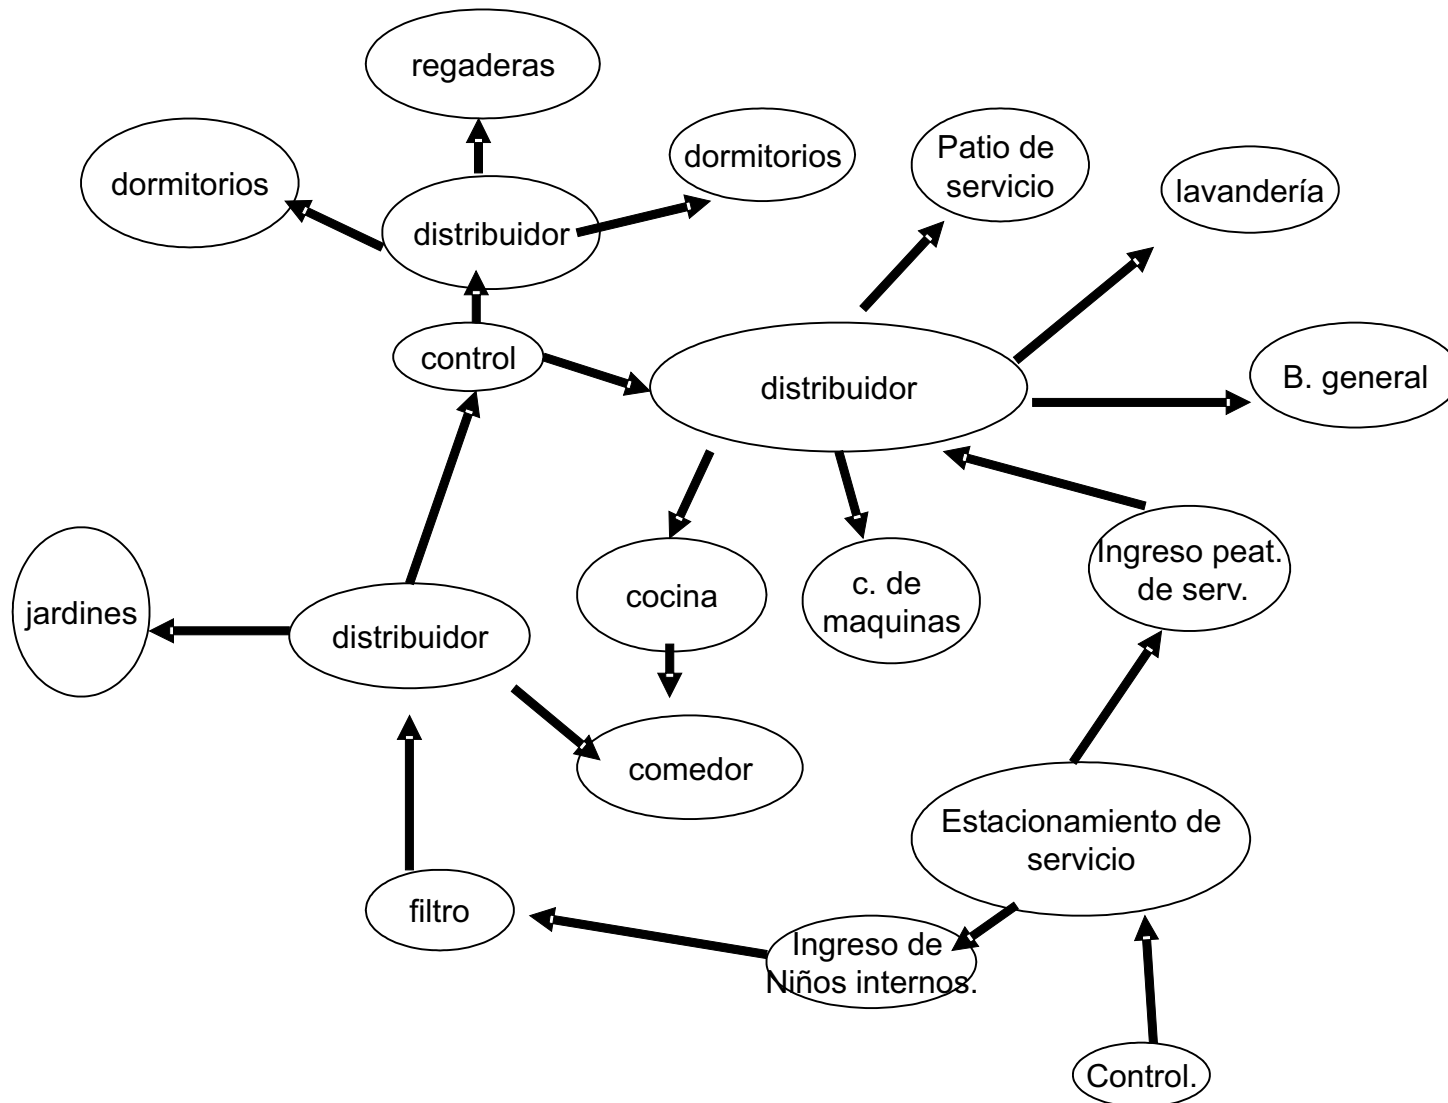 regaderas
dormitorios
dormitorios
Patio de
servicio
lavandería
distribuidor
control
distribuidor
B. general
Ingreso peat.
de serv.
cocina
c. de
maquinas
jardines
distribuidor
comedor
Estacionamiento de
servicio
filtro
Ingreso de
Niños internos.
Control.